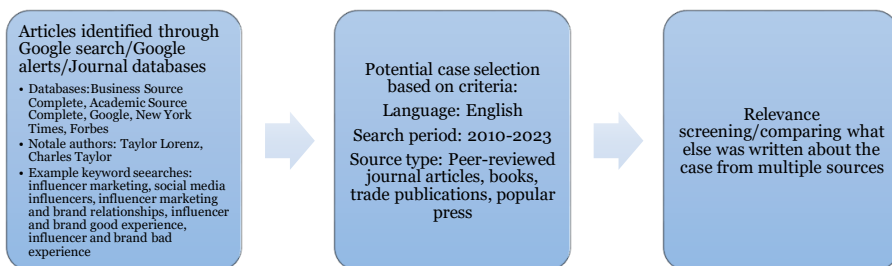 Articles identified through
Google search/Google
alerts/Journal databases
• Databases:Business Source
Complete, Academic Source
Complete, Google, New York
Times, Forbes
• Notale authors: Taylor Lorenz,
Charles Taylor
• Example keyword seearches:
influencer marketing, social media
influencers, influencer marketing
and brand relationships, influencer
and brand good experience,
influencer and brand bad
experience
Potential case selection
based on criteria:
Language: English
Search period: 2010-2023
Source type: Peer-reviewed
journal articles, books,
trade publications, popular
press
Relevance
screening/comparing what
else was written about the
case from multiple sources